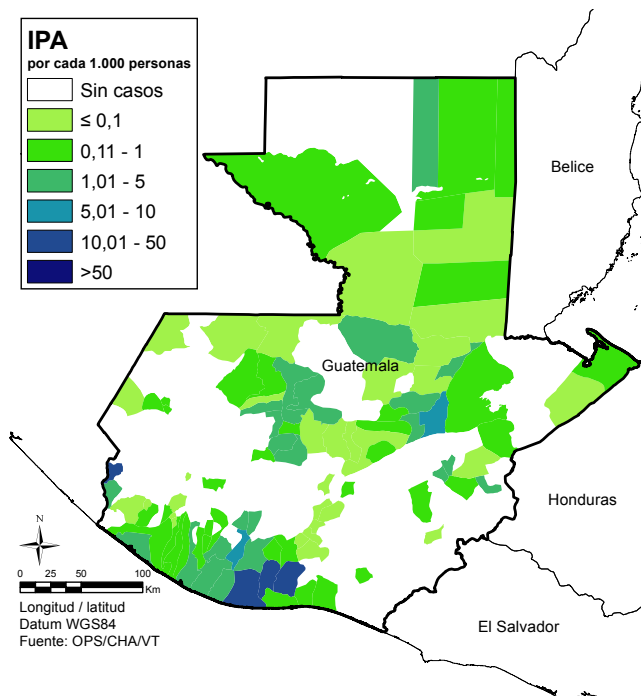 IPA
por cada 1.000 personas
Sin casos
≤ 0,1
0,11 - 1
1,01 - 5
5,01 - 10
10,01 - 50
>50
Belice
Guatemala
Honduras
El Salvador
N
0 25 50 100
Km
Longitud / latitud
Datum WGS84
Fuente: OPS/CHA/VT